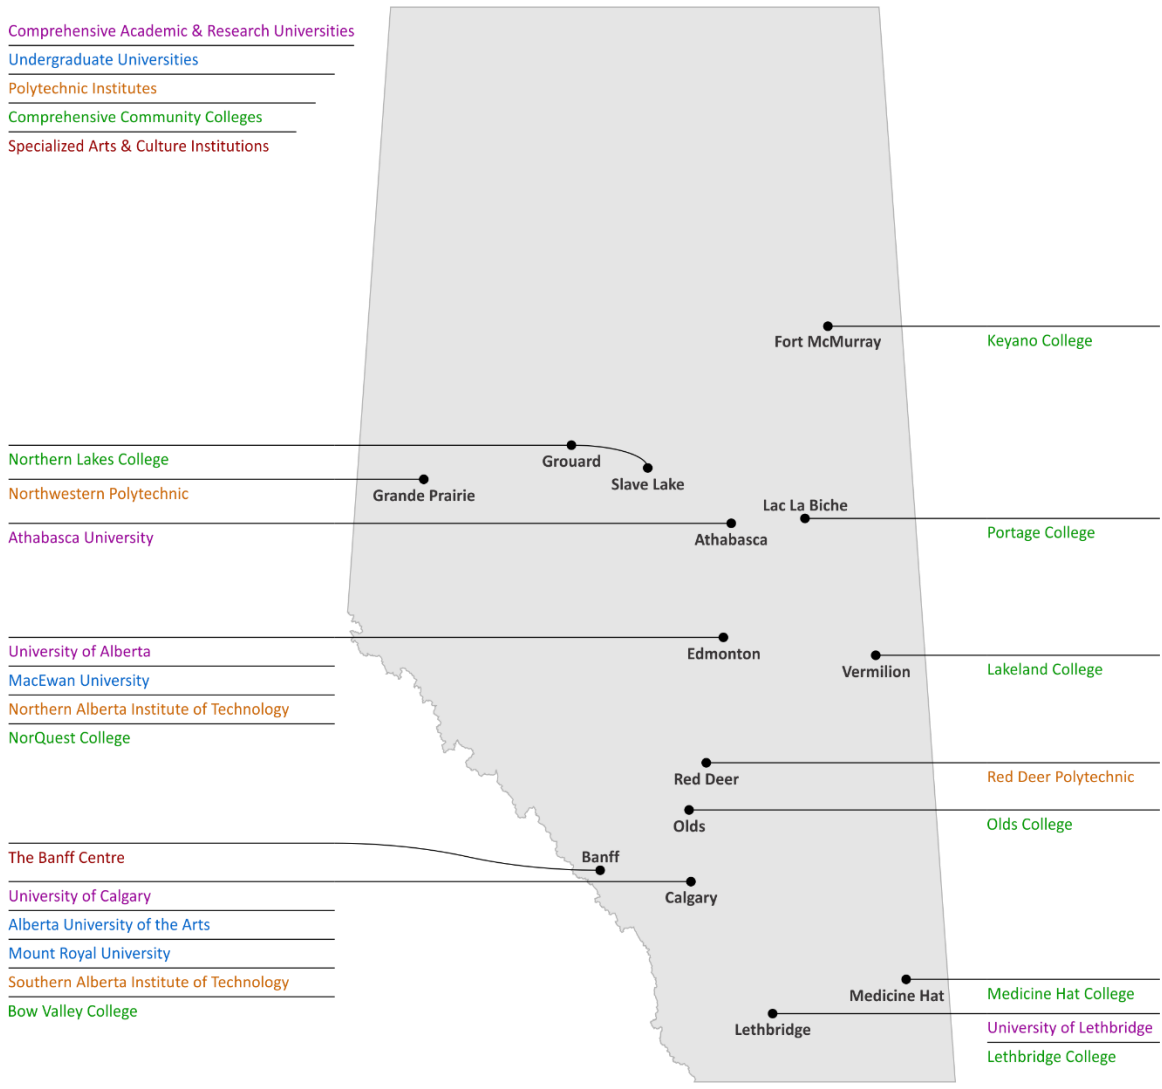 Comprehensive Academic & Research Universities
Undergraduate Universities
Polytechnic Institutes
Comprehensive Community Colleges
Specialized Arts & Culture Institutions
Fort McMurray
Keyano College
Northern Lakes College
Grouard
Slave Lake
Northwestern Polytechnic
Grande Prairie
Lac La Biche
Athabasca University
Athabasca
Portage College
University of Alberta
Edmonton
MacEwan University
Northern Alberta Institute of Technology
NorQuest College
Vermilion
Lakeland College
Red Deer
Red Deer Polytechnic
Olds
Olds College
The Banff Centre
Banff
University of Calgary
Calgary
Alberta University of the Arts
Mount Royal University
Southern Alberta Institute of Technology
Bow Valley College
Medicine Hat
Medicine Hat College
Lethbridge
University of Lethbridge
Lethbridge College